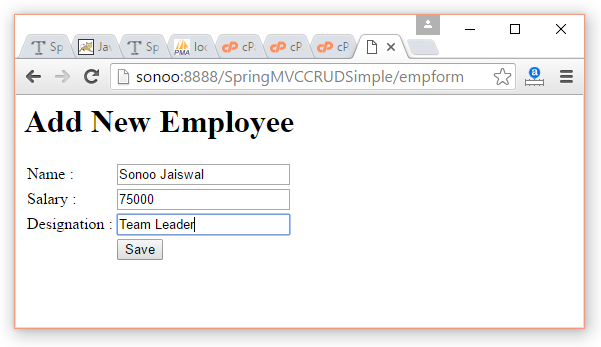 Sp Jav Sp loc cP cP cP
sonoo:8888/SpringMVCCRUDSimple/empform
Add New Employee
Name : Sonoo Jaiswal
Salary : 75000
Designation : Team Leader
Save